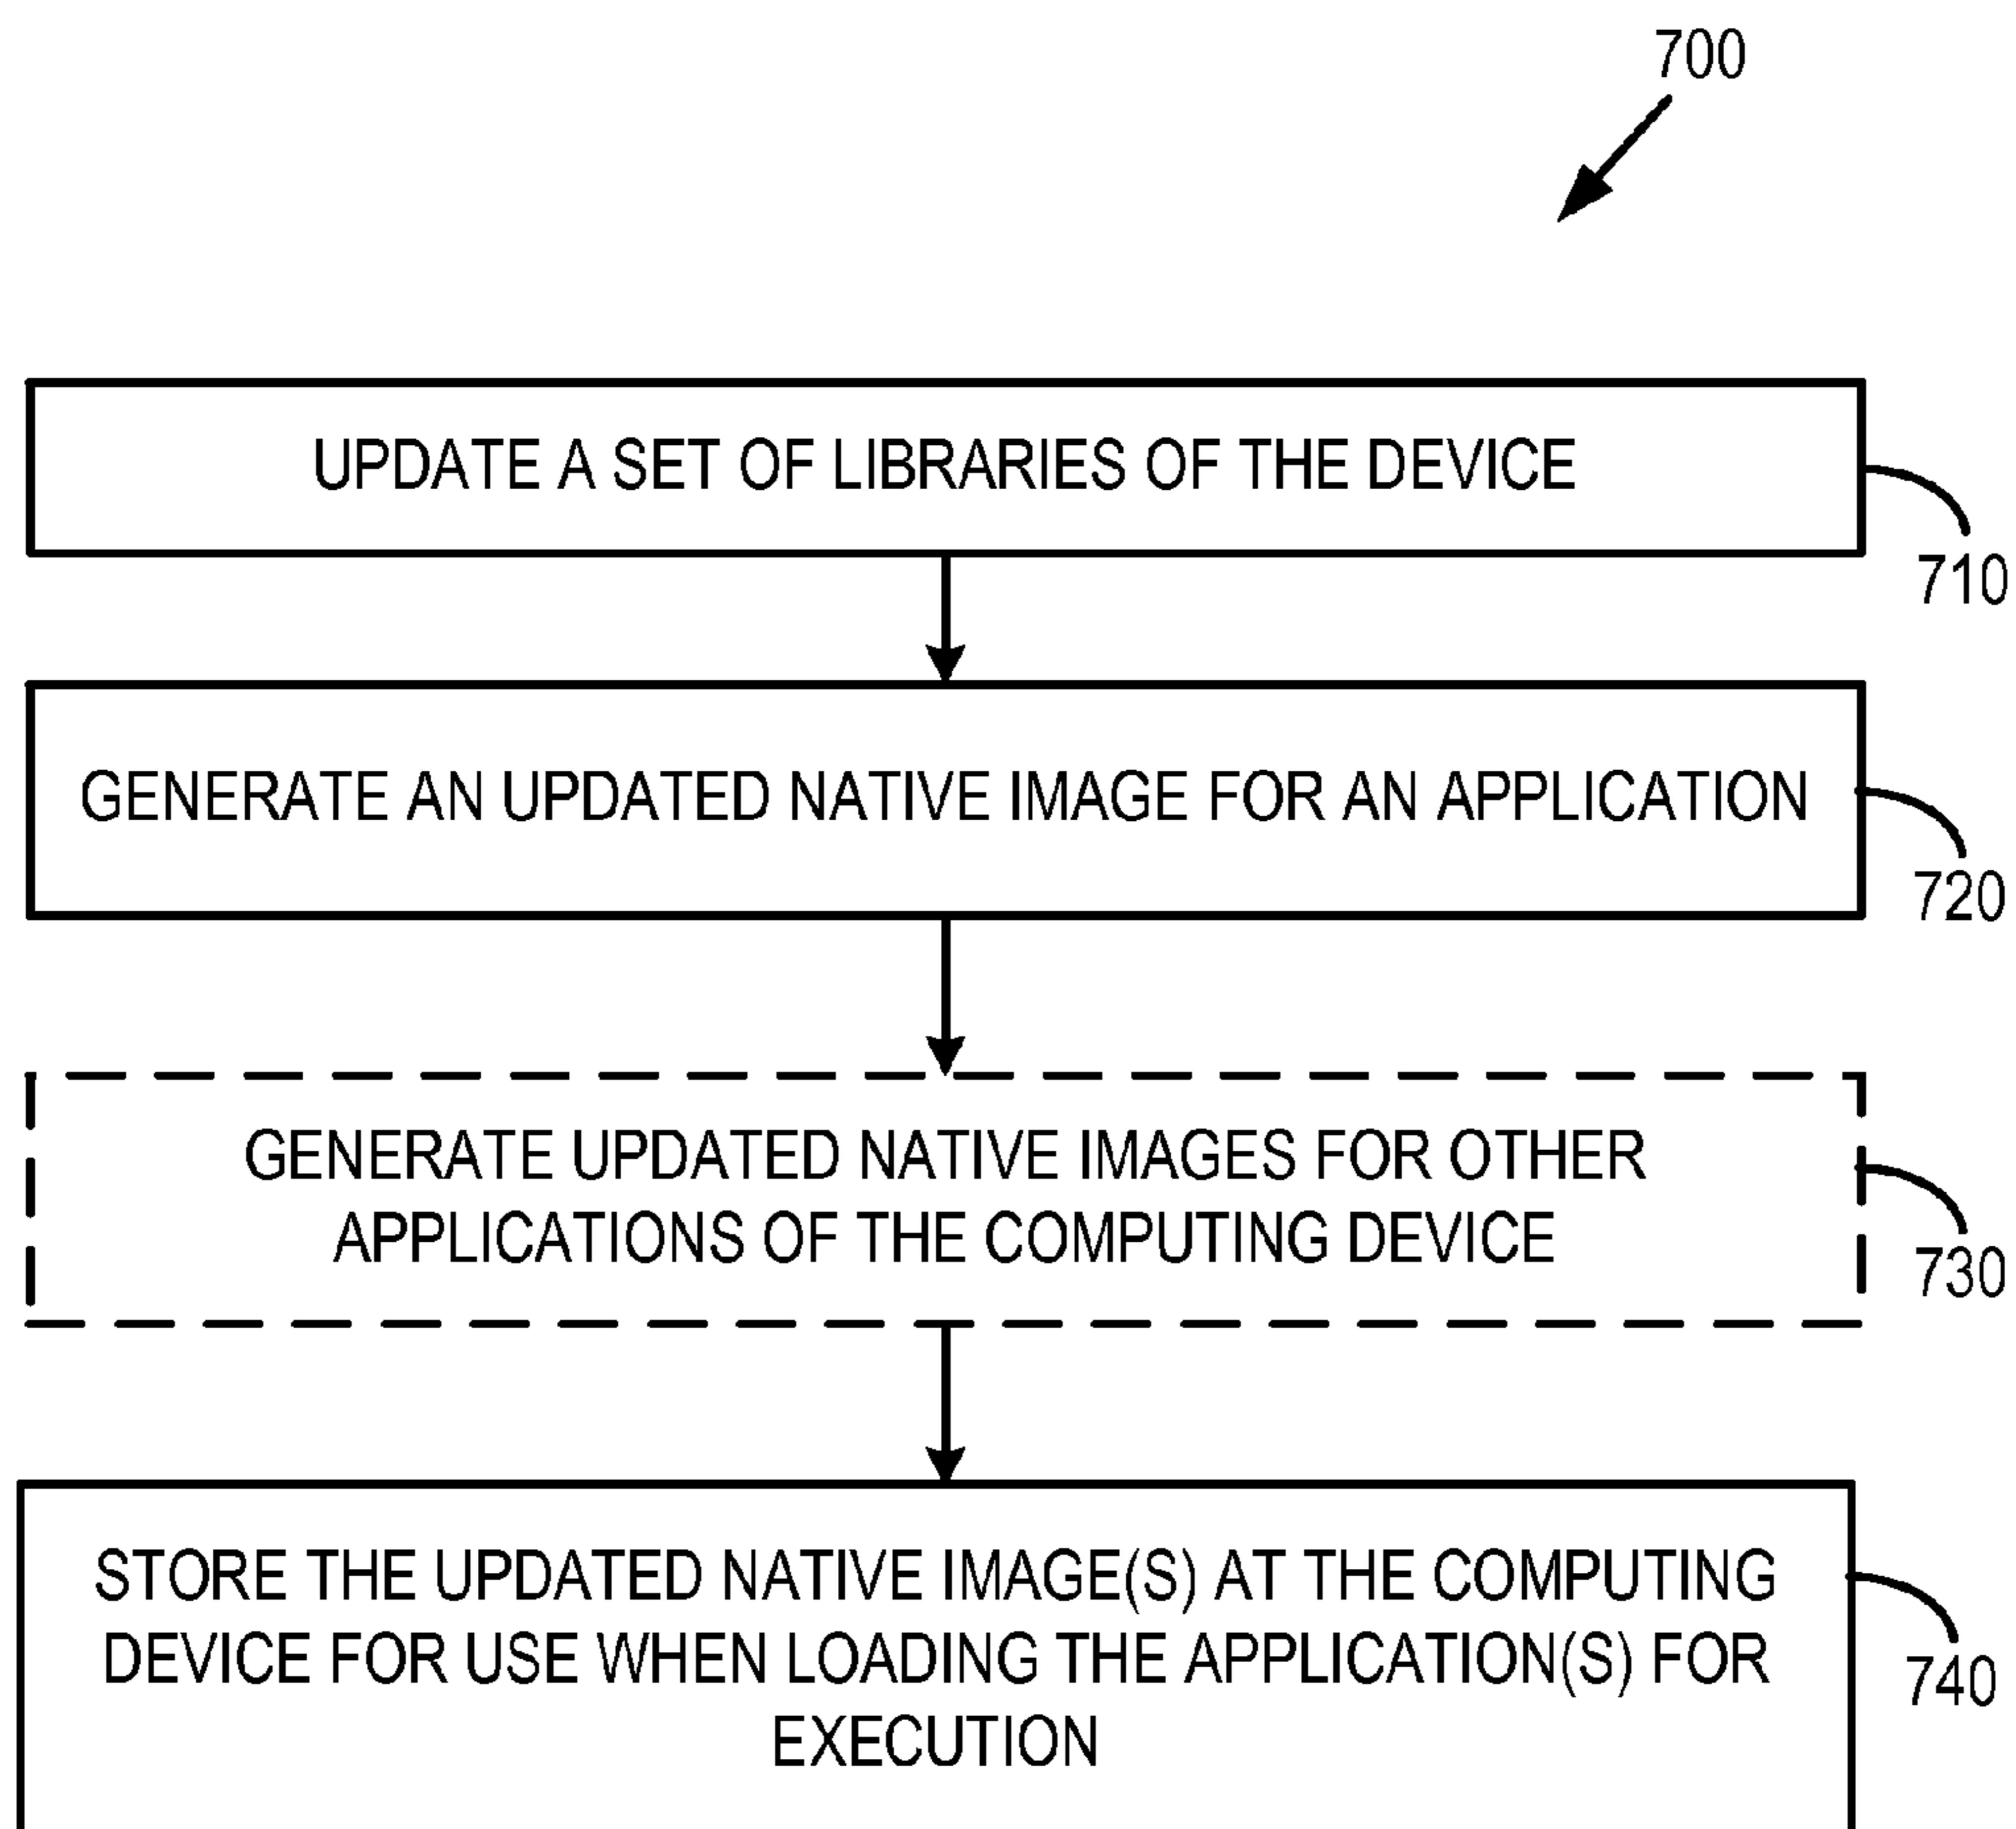 700
UPDATE A SET OF LIBRARIES OF THE DEVICE
710
GENERATE AN UPDATED NATIVE IMAGE FOR AN APPLICATION
720
GENERATE UPDATED NATIVE IMAGES FOR OTHER
APPLICATIONS OF THE COMPUTING DEVICE
730
STORE THE UPDATED NATIVE IMAGE(S) AT THE COMPUTING
DEVICE FOR USE WHEN LOADING THE APPLICATION(S) FOR
EXECUTION
740